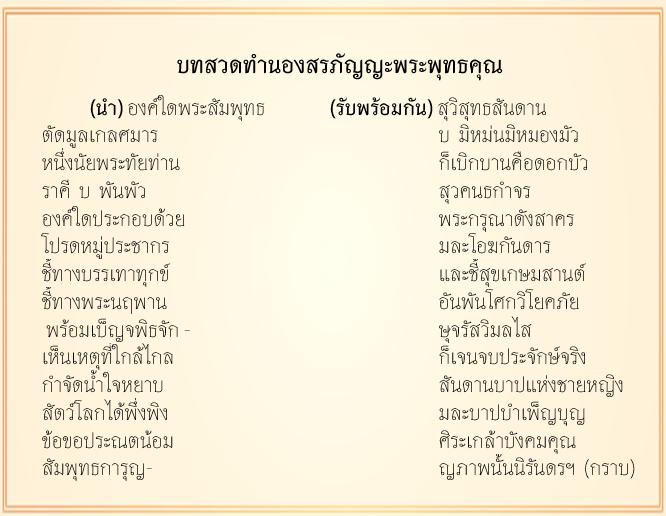 บทสวดทำนองสรภัญญะพระพุทธคุณ
(นำ) องค์ใดพระสัมพุทธ (รับพร้อมกัน) สุวิสุทธสันดาน
ตัดมูลเกลศมาร บ มิหม่นมิหมองมัว
หนึ่งนัยพระทัยท่าน ก็เบิกบานคือดอกบัว
ราคี บ พันพัว สุวคนธกำจร
องค์ใดประกอบด้วย พระกรุณาดังสาคร
โปรดหมู่ประชากร มละโอฆกันดาร
ชี้ทางบรรเทาทุกข์ และชี้สุขเกษมสานต์
ชี้ทางพระนฤพาน อันพ้นโศกวิโยคภัย
พร้อมเบ็ญจพิธจัก - ษุจรัสวิมลไส
เห็นเหตุที่ใกล้ไกล ก็เจนจบประจักษ์จริง
กำจัดน้ำใจหยาบ สันดานบาปแห่งชายหญิง
สัตว์โลกได้พึ่งพิง มละบาปบำเพ็ญบุญ
ข้อขอประณตน้อม ศิระเกล้าบังคมคุณ
สัมพุทธการุญ- ญภาพนั้นนิรันดรฯ (กราบ)